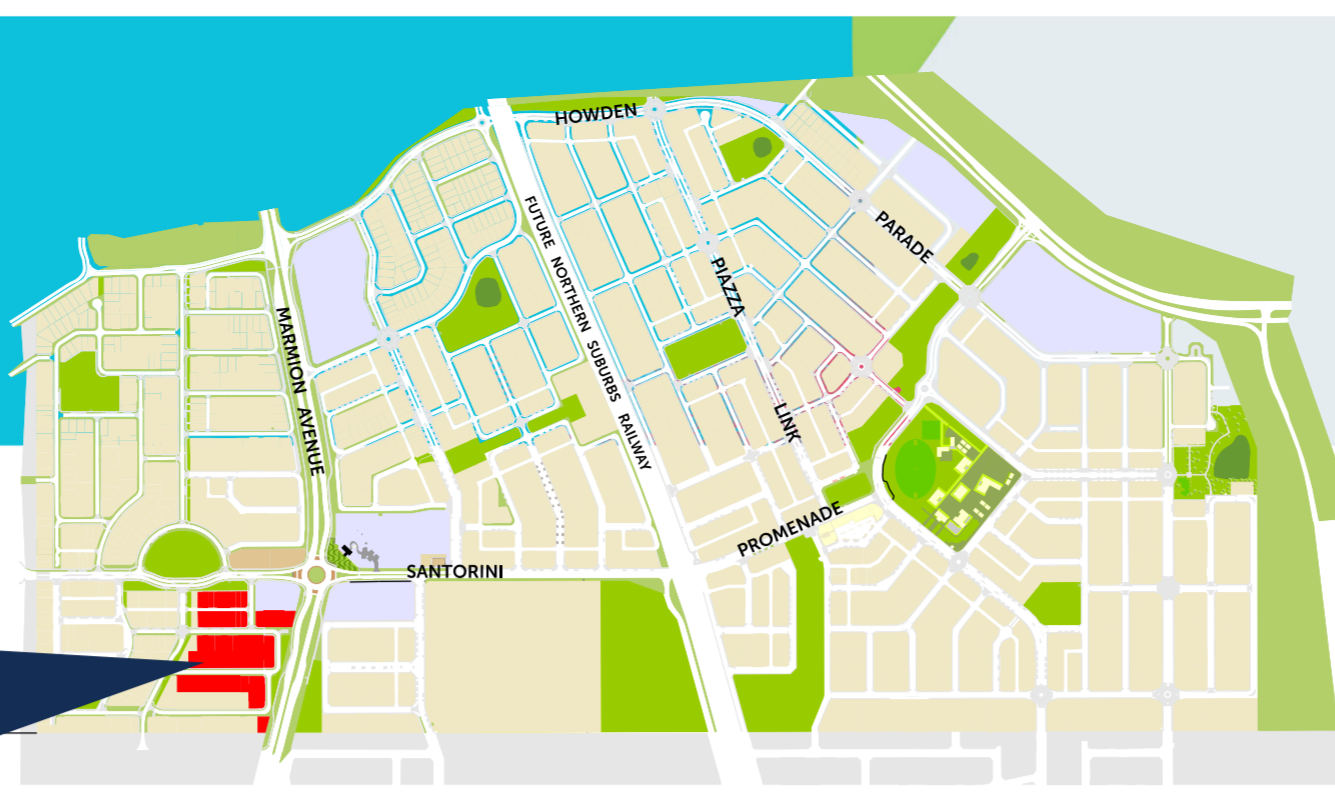 HOWDEN
PARADE
FUTURE NORTHERN SUBURBS RAILWAY
PIAZZA
LINK
MARMION AVENUE
PROMENADE
SANTORINI